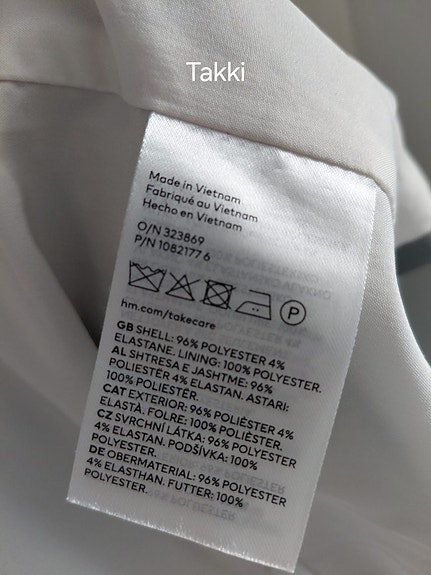 Takki
Made in Vietnam
Fabriqué au Vietnam
Hecho en Vietnam
O/N 323869
P/N 1082177 6
P
hm.com/takecare
GB SHELL: 96% POLYESTER 4%
ELASTANE. LINING: 100% POLYESTER.
AL SHTRESA E JASHTME: 96%
POLIESTËR 4% ELASTAN. ASTARI:
100% POLIESTËR.
CAT EXTERIOR: 96% POLIÈSTER 4%
ELASTÀ. FOLRE: 100% POLIÈSTER.
CZ SVRCHNÍ LÁTKA: 96% POLYESTER
4% ELASTAN. PODŠÍVKA: 100%
POLYESTER.
DE OBERMATERIAL: 96% POLYESTER
4% ELASTHAN. FUTTER: 100%
POLYESTER.